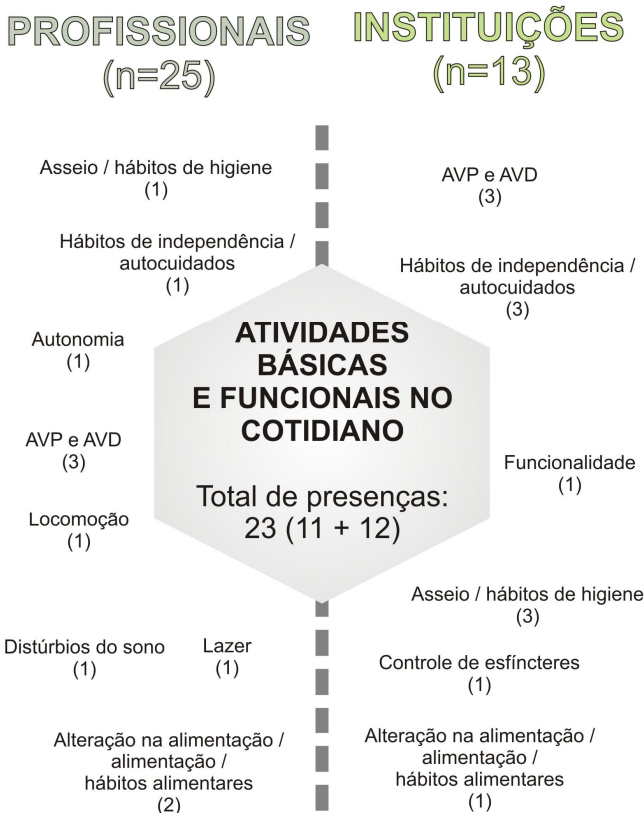 PROFISSIONAIS
(n=25)
INSTITUIÇÕES
(n=13)
Asseio / hábitos de higiene
(1)
Hábitos de independência /
autocuidados
(1)
Autonomia
(1)
AVP e AVD
(3)
Locomoção
(1)
Distúrbios do sono
(1)
Lazer
(1)
Alteração na alimentação /
alimentação /
hábitos alimentares
(2)
ATIVIDADES
BÁSICAS
E FUNCIONAIS NO
COTIDIANO
Total de presenças:
23 (11 + 12)
AVP e AVD
(3)
Hábitos de independência /
autocuidados
(3)
Funcionalidade
(1)
Asseio / hábitos de higiene
(3)
Controle de esfíncteres
(1)
Alteração na alimentação /
alimentação /
hábitos alimentares
(1)